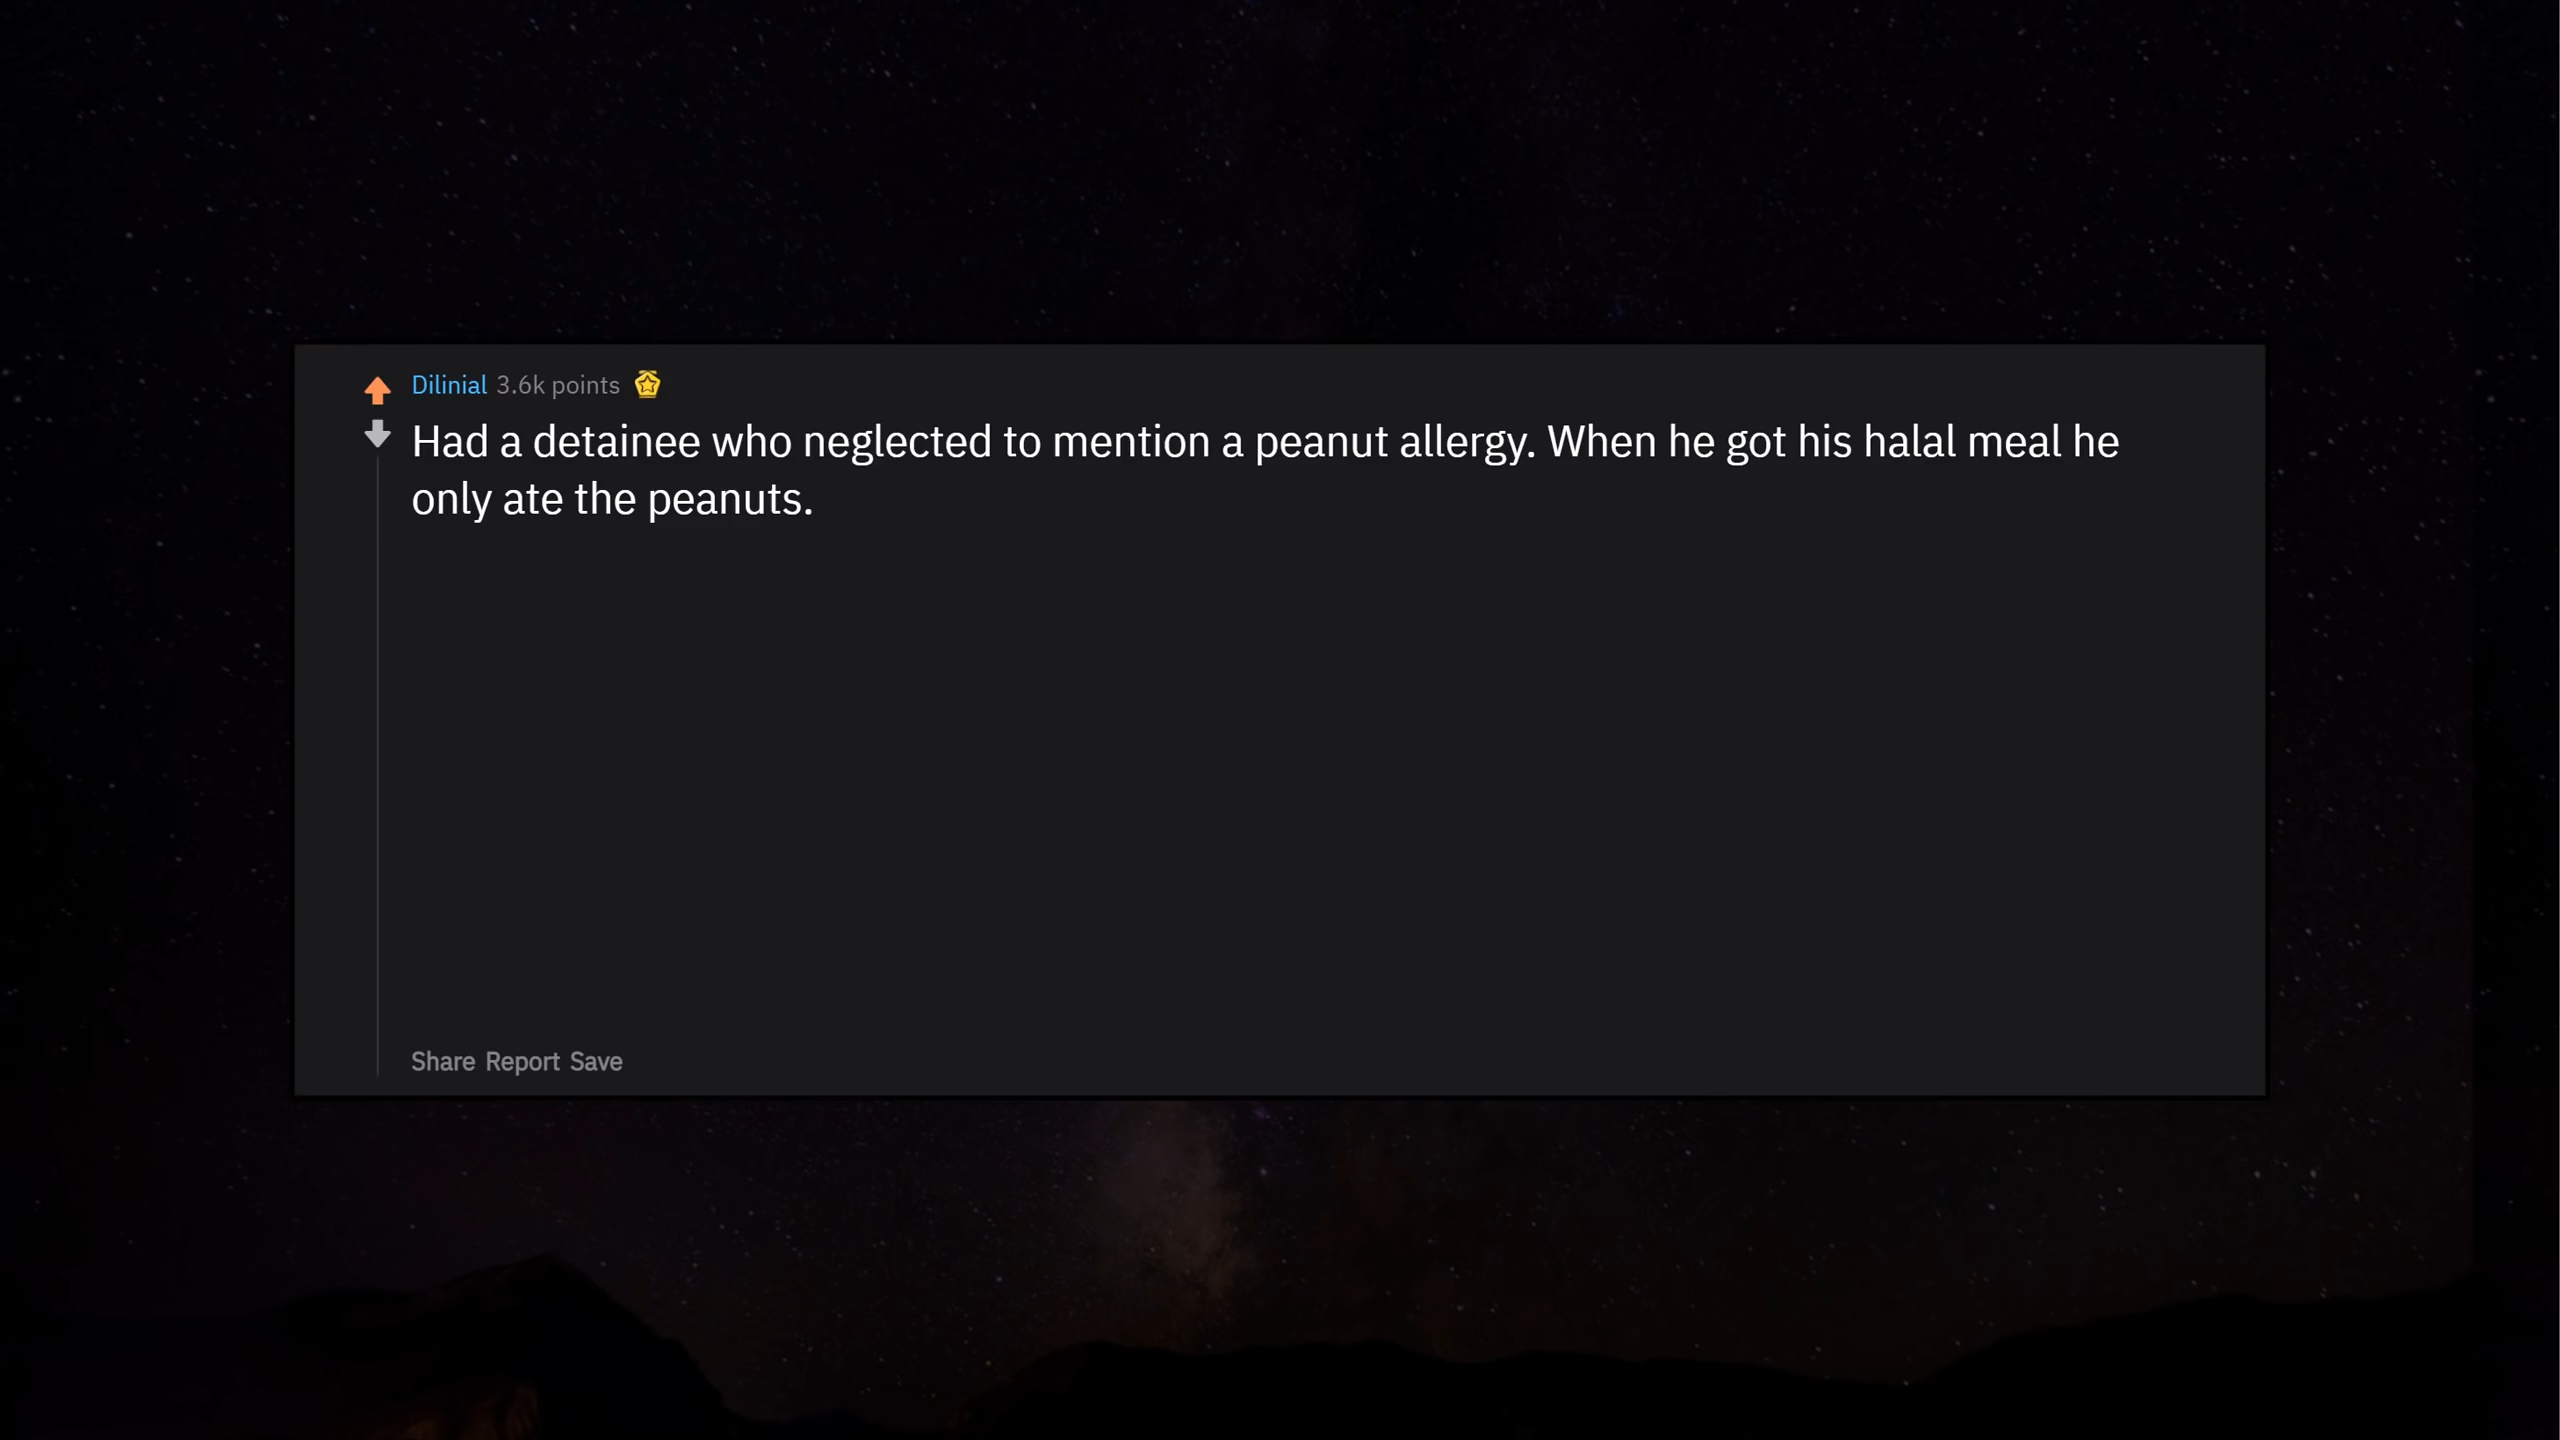 Dilinial 3.6k points
Had a detainee who neglected to mention a peanut allergy. When he got his halal meal he
only ate the peanuts.
Share Report Save